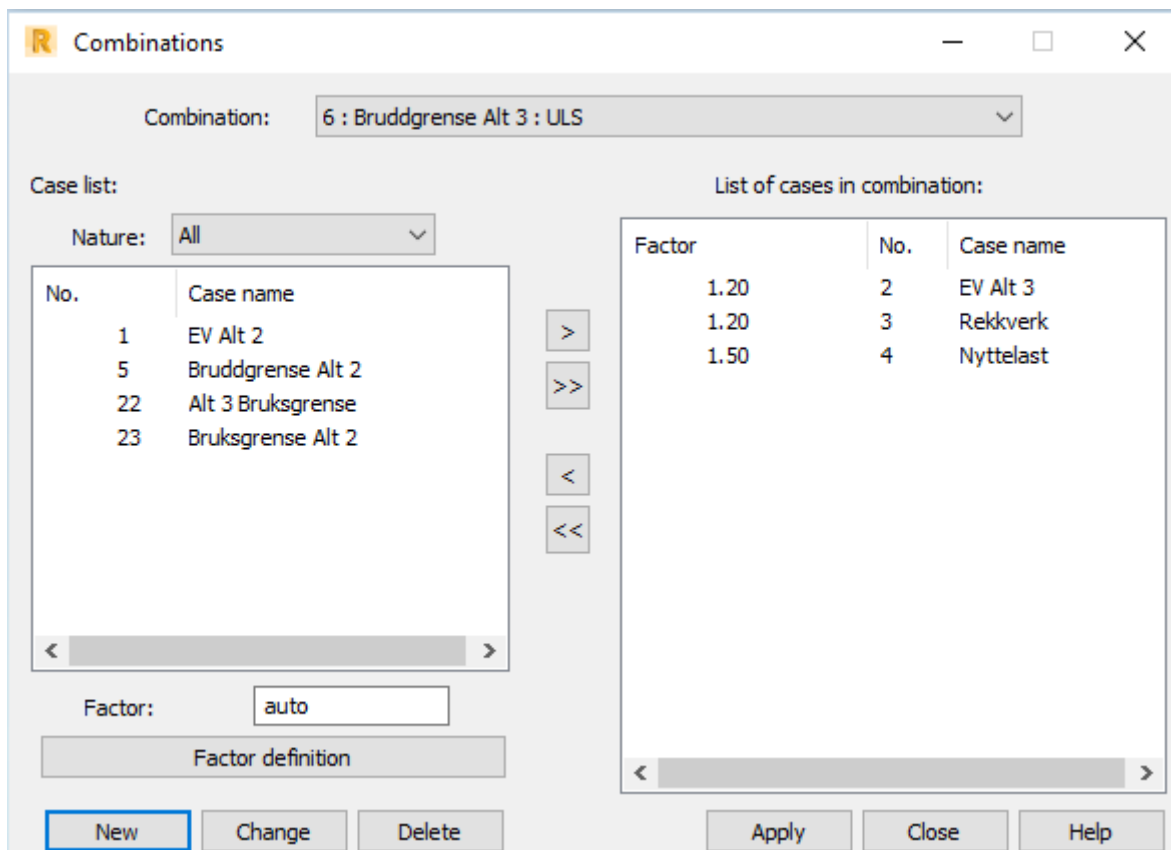 R Combinations
Combination: 6 : Bruddgrense Alt 3 : ULS
Case list:
Nature: All
No. Case name
1 EV Alt 2
5 Bruddgrense Alt 2
22 Alt 3 Bruksgrense
23 Bruksgrense Alt 2
Factor: auto
Factor definition
New Change Delete
>
>>
<
<<
List of cases in combination:
Factor No. Case name
1.20 2 EV Alt 3
1.20 3 Rekkverk
1.50 4 Nyttelast
Apply Close Help